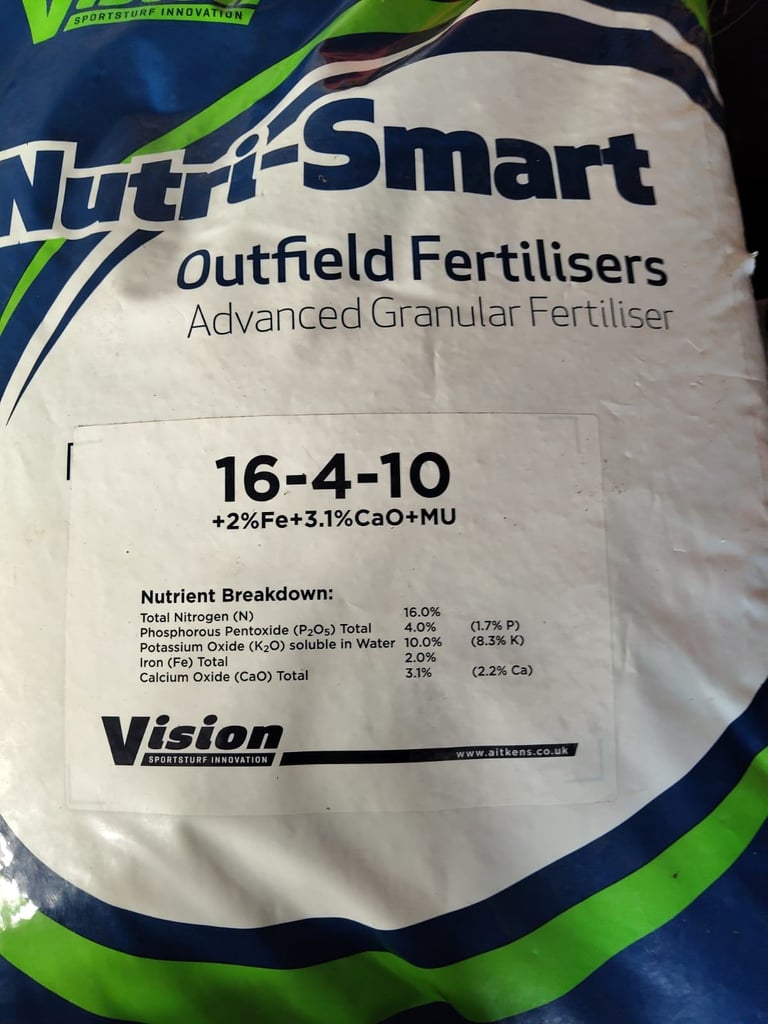 Vision
SPORTSTURF INNOVATION
Nutri-Smart
Outfield Fertilisers
Advanced Granular Fertiliser
16-4-10
+2%Fe+3.1%CaO+MU
Nutrient Breakdown:
Total Nitrogen (N) 16.0%
Phosphorous Pentoxide (P₂O₅) Total 4.0% (1.7% P)
Potassium Oxide (K₂O) soluble in Water 10.0% (8.3% K)
Iron (Fe) Total 2.0%
Calcium Oxide (CaO) Total 3.1% (2.2% Ca)
Vision
SPORTSTURF INNOVATION
www.aitkens.co.uk